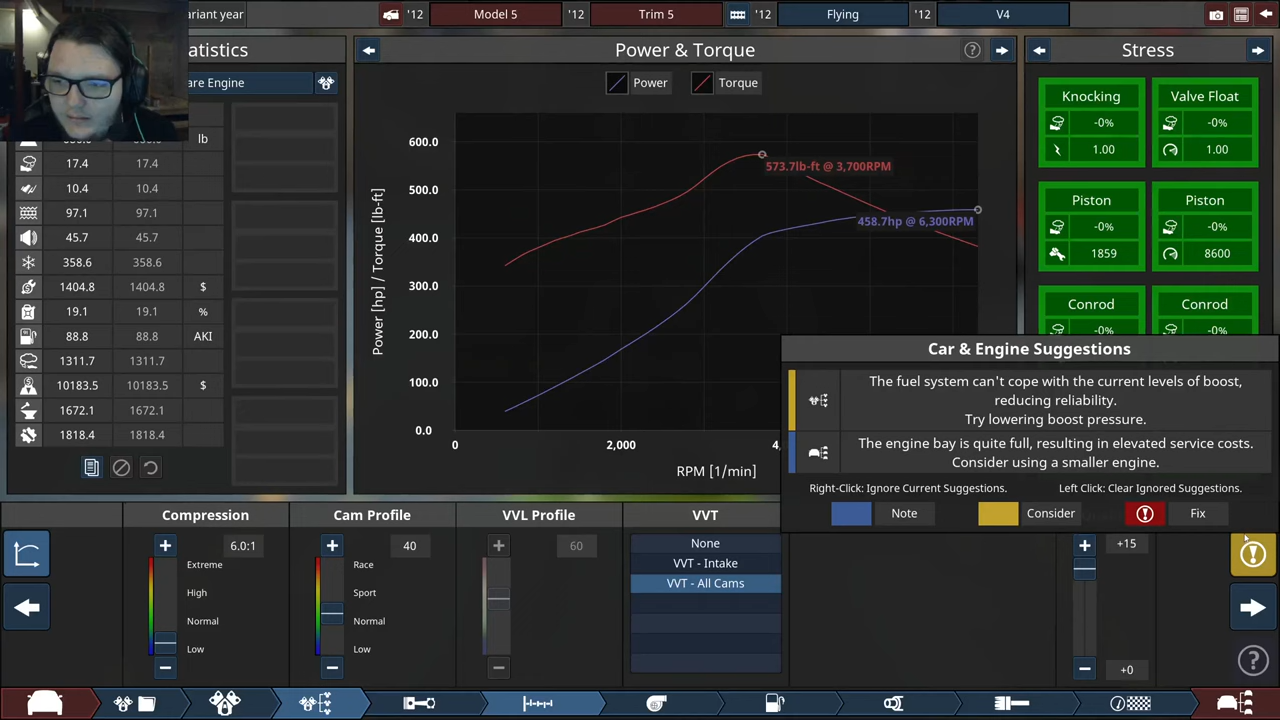 ariant year
'12
Model 5
'12
Trim 5
'12
Flying
'12
V4
atistics
are Engine
lb
17.4 17.4
10.4 10.4
97.1 97.1
45.7 45.7
358.6 358.6
1404.8 1404.8 $
19.1 19.1 %
88.8 88.8 AKI
1311.7 1311.7
10183.5 10183.5 $
1672.1 1672.1
1818.4 1818.4
Power & Torque
?
Power
Torque
600.0
500.0
400.0
300.0
200.0
100.0
0.0
Power [hp] / Torque [lb-ft]
573.7lb-ft @ 3,700RPM
458.7hp @ 6,300RPM
0
2,000
RPM [1/min]
Stress
Knocking
-0%
1.00
Valve Float
-0%
1.00
Piston
-0%
1859
Piston
-0%
8600
Conrod
Conrod
Car & Engine Suggestions
The fuel system can't cope with the current levels of boost,
reducing reliability.
Try lowering boost pressure.
The engine bay is quite full, resulting in elevated service costs.
Consider using a smaller engine.
Right-Click: Ignore Current Suggestions.
Left Click: Clear Ignored Suggestions.
Note
Consider
Fix
Compression
6.0:1
Extreme
High
Normal
Low
Cam Profile
40
Race
Sport
Normal
Low
VVL Profile
60
VVT
None
VVT - Intake
VVT - All Cams
+15
+0
?